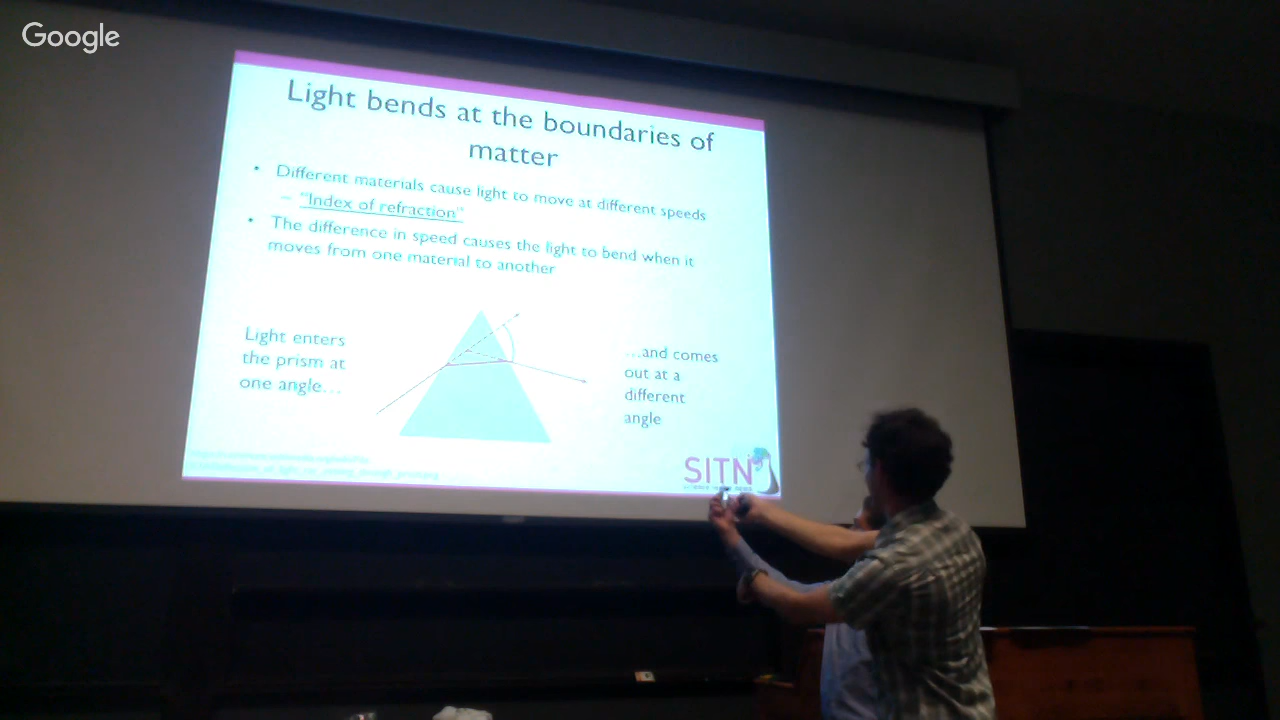 Google
Light bends at the boundaries of
matter
• Different materials cause light to move at different speeds
– "Index of refraction"
• The difference in speed causes the light to bend when it
moves from one material to another
Light enters
the prism at
one angle…
…and comes
out at a
different
angle
SITN